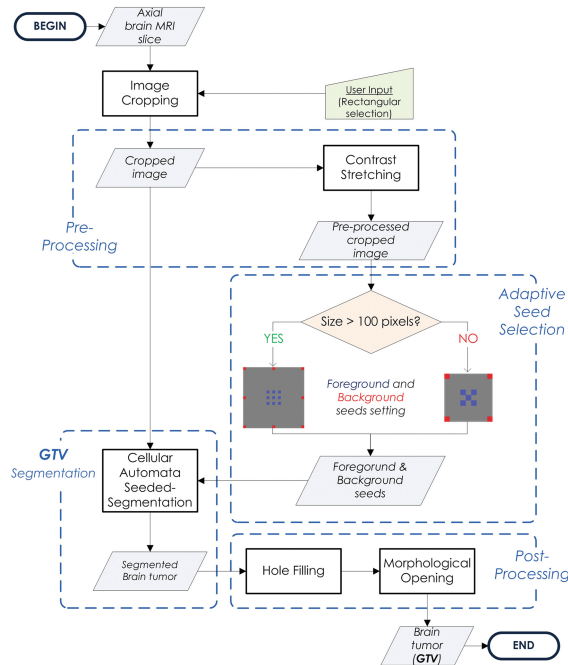 BEGIN
Axial
brain MRI
slice
Image
Cropping
User Input
(Rectangular
selection)
Cropped
image
Contrast
Stretching
Pre-
Processing
Pre-processed
cropped
image
Adaptive
Seed
Selection
Size > 100 pixels?
YES
NO
Foreground and
Background
seeds setting
GTV
Segmentation
Cellular
Automata
Seeded-
Segmentation
Foregorund &
Background
seeds
Segmented
Brain tumor
Hole Filling
Morphological
Opening
Post-
Processing
Brain
tumor
(GTV)
END